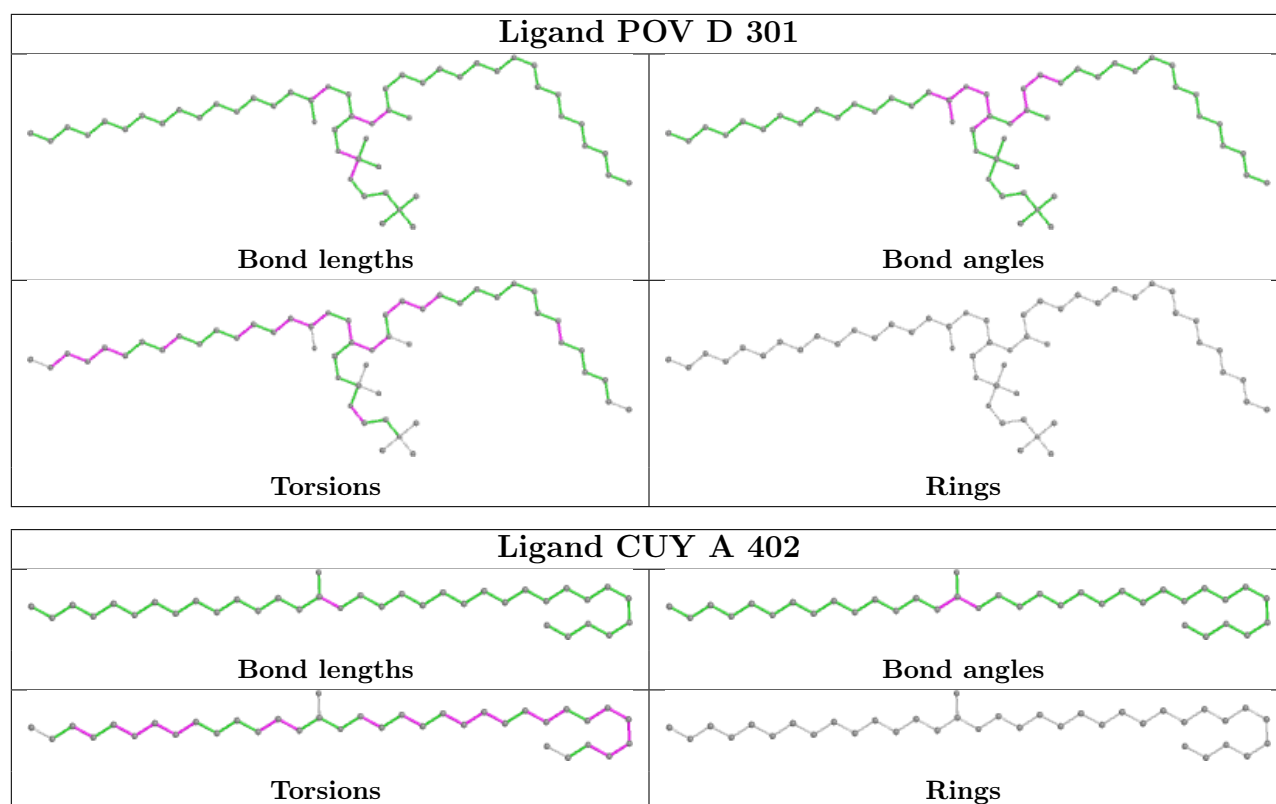 Ligand POV D 301
Bond lengths
Bond angles
Torsions
Rings
Ligand CUY A 402
Bond lengths
Bond angles
Torsions
Rings